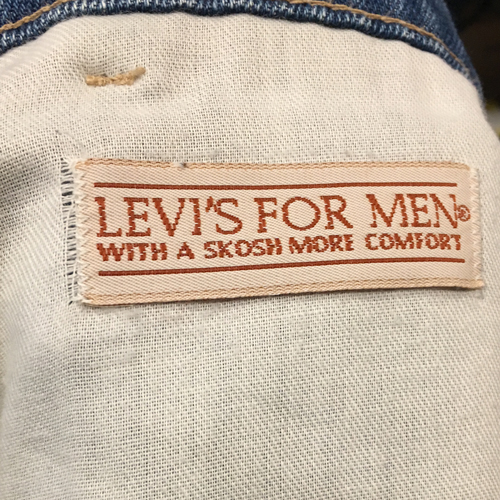 LEVI'S FOR MEN®
WITH A SKOSH MORE COMFORT